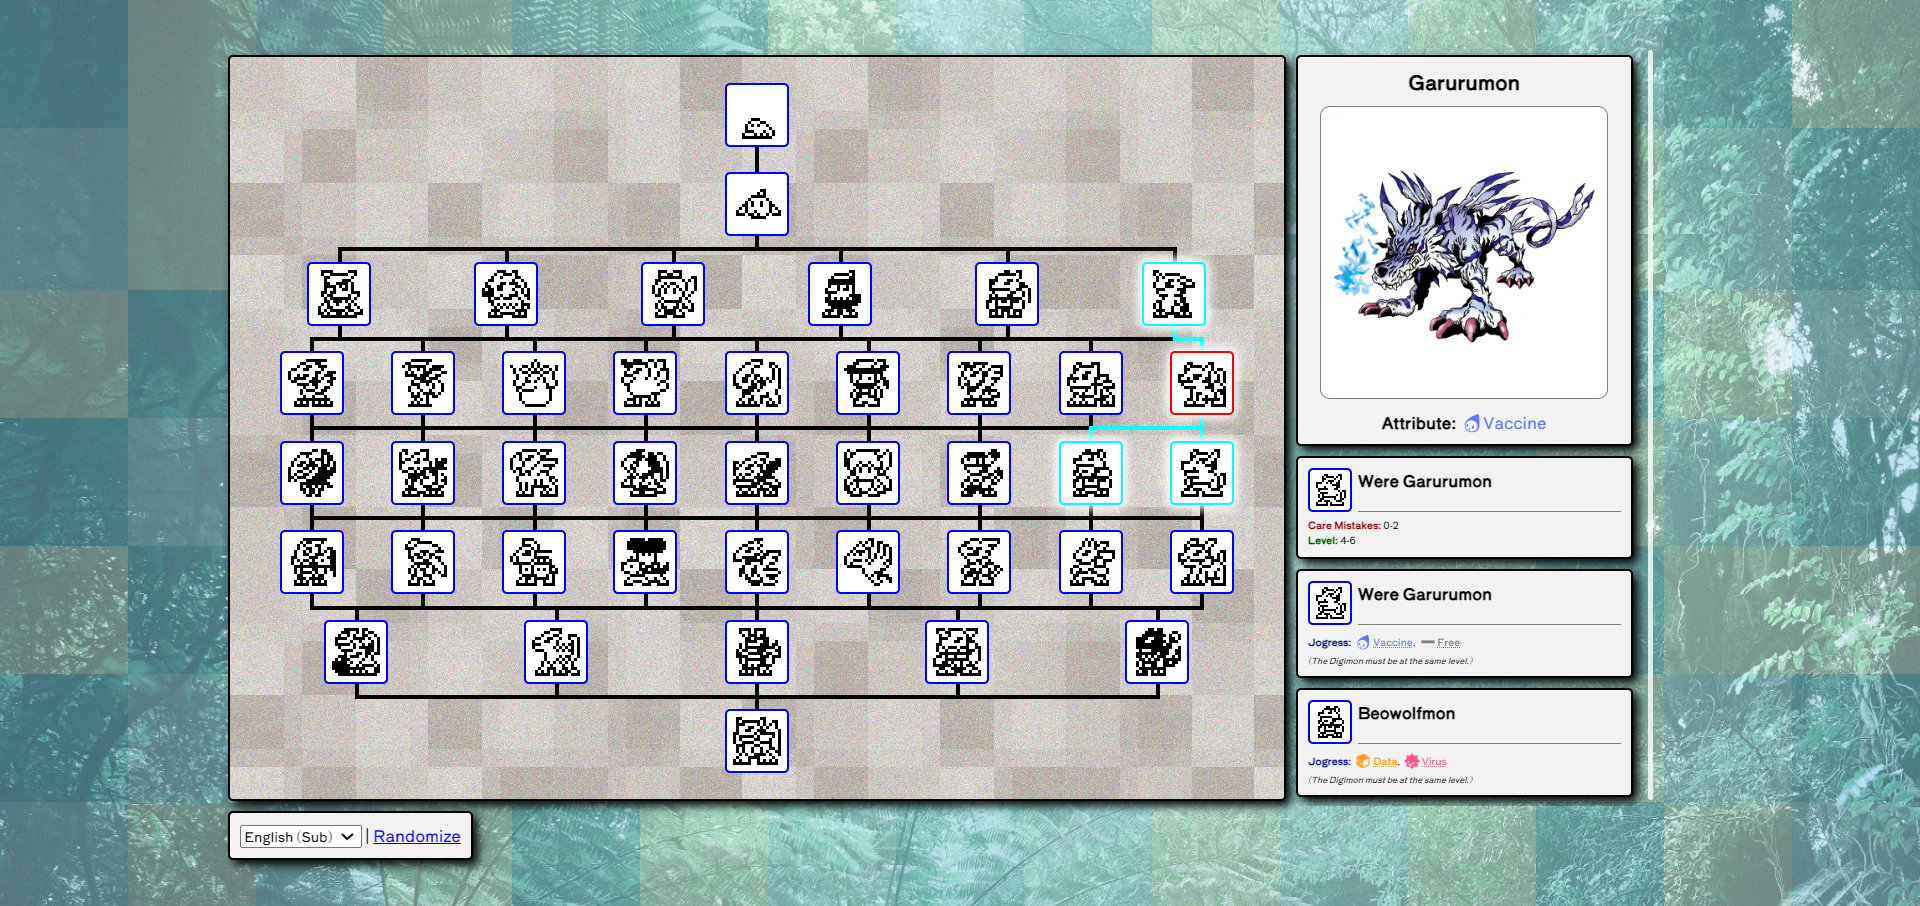 Garurumon
Attribute: Vaccine
Were Garurumon
Care Mistakes: 0-2
Level: 4-6
Were Garurumon
Jogress: Vaccine, Free
(The Digimon must be at the same level.)
Beowolfmon
Jogress: Data, Virus
(The Digimon must be at the same level.)
English (Sub) | Randomize